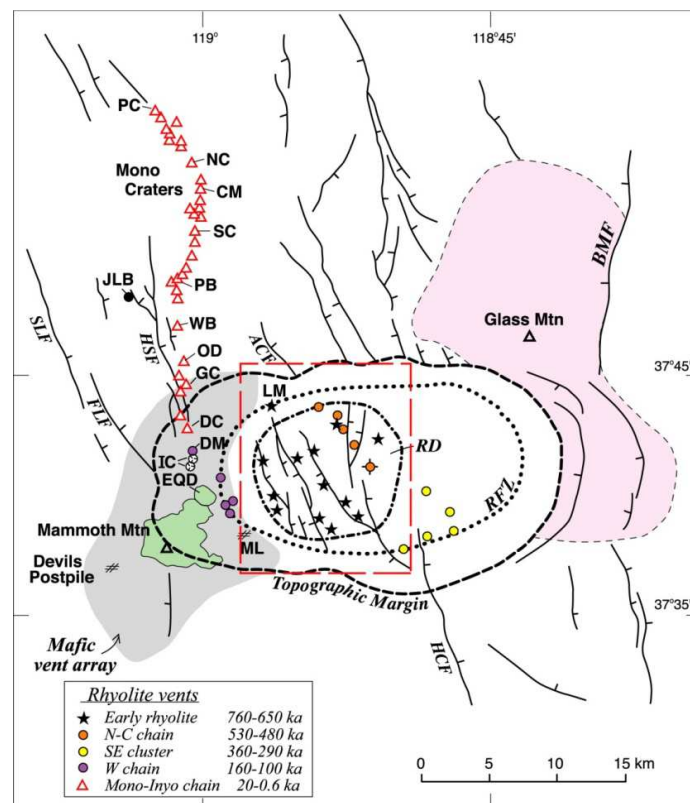 119°
118°45'
PC
NC
Mono
Craters
CM
SC
JLB
PB
BMF
SLF
HSF
WB
Glass Mtn
ACF
OD
37°45'
GC
FLF
LM
DC
DM
RD
IC
EQD
RFZ
Mammoth Mtn
ML
Devils
Postpile
Topographic Margin
37°35'
Mafic
vent array
HCF
Rhyolite vents
Early rhyolite 760-650 ka
N-C chain 530-480 ka
SE cluster 360-290 ka
W chain 160-100 ka
Mono-Inyo chain 20-0.6 ka
0 5 10 15 km